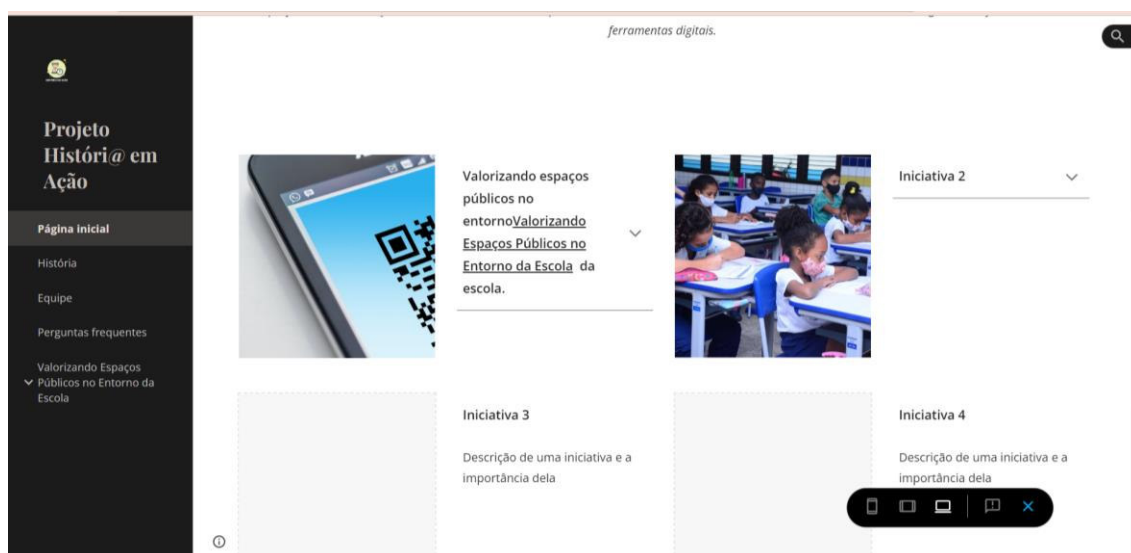 ferramentas digitais.
Projeto
Históri@ em
Ação
Página inicial
História
Equipe
Perguntas frequentes
Valorizando Espaços
Públicos no Entorno da
Escola
Valorizando espaços
públicos no
entornoValorizando
Espaços Públicos no
Entorno da Escola da
escola.
Iniciativa 2
Iniciativa 3
Descrição de uma iniciativa e a
importância dela
Iniciativa 4
Descrição de uma iniciativa e a
importância dela